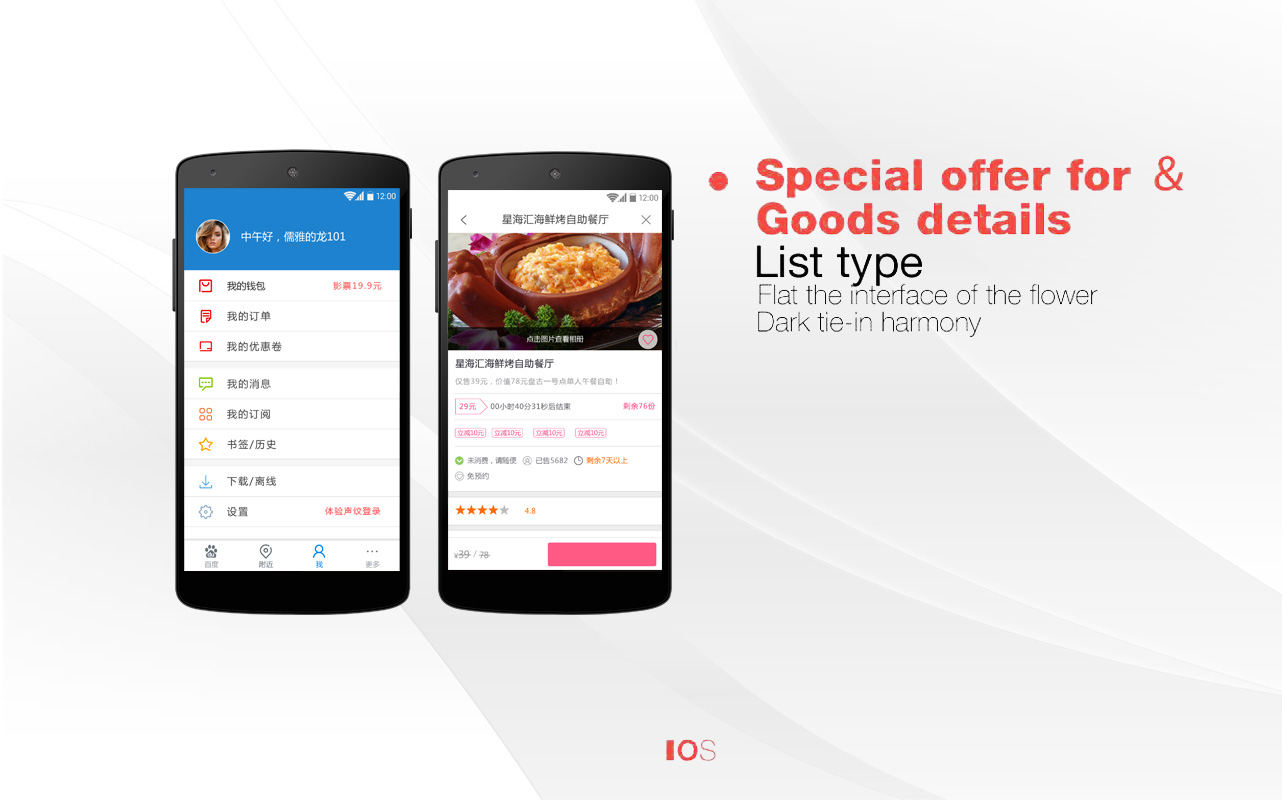 12:00
中午好，儒雅的龙101
我的钱包 影票19.9元
我的订单
我的优惠卷
我的消息
我的订阅
书签/历史
下载/离线
设置 体验声纹登录
百度 附近 我 更多
12:00
星海汇海鲜烤自助餐厅
点击图片查看相册
星海汇海鲜烤自助餐厅
仅售39元，价值78元盘古一号点单人午餐自助！
29元 00小时40分31秒后结束 剩余76份
立减10元 立减10元 立减10元 立减10元
未消费，请随便 已售5682 剩余7天以上
免预约
4.8
¥39 / 78
Special offer for &
Goods details
List type
Flat the interface of the flower
Dark tie-in harmony
IOS